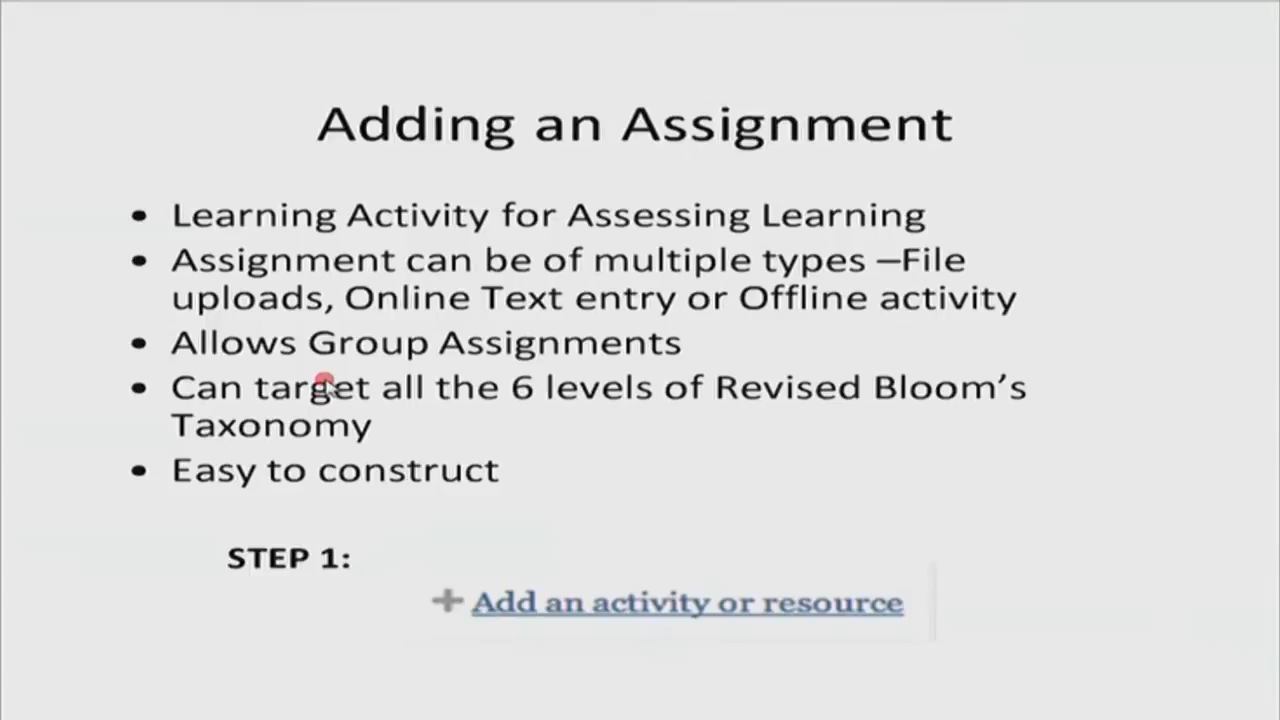 Adding an Assignment
• Learning Activity for Assessing Learning
• Assignment can be of multiple types –File
uploads, Online Text entry or Offline activity
• Allows Group Assignments
• Can target all the 6 levels of Revised Bloom’s
Taxonomy
• Easy to construct
STEP 1:
Add an activity or resource